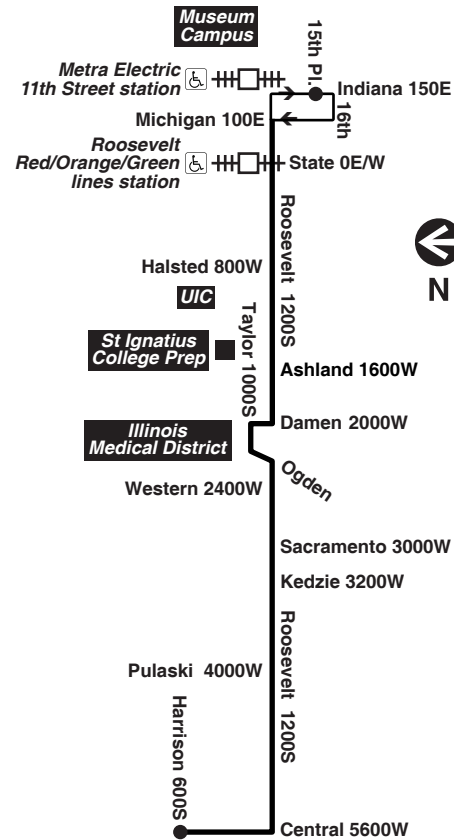 Museum
Campus
15th Pl.
Metra Electric
11th Street station
Indiana 150E
Michigan 100E
16th
Roosevelt
Red/Orange/Green
lines station
State 0E/W
Roosevelt 1200S
N
Halsted 800W
UIC
Taylor 1000S
St Ignatius
College Prep
Ashland 1600W
Damen 2000W
Illinois
Medical District
Ogden
Western 2400W
Sacramento 3000W
Kedzie 3200W
Roosevelt 1200S
Pulaski 4000W
Harrison 600S
Central 5600W